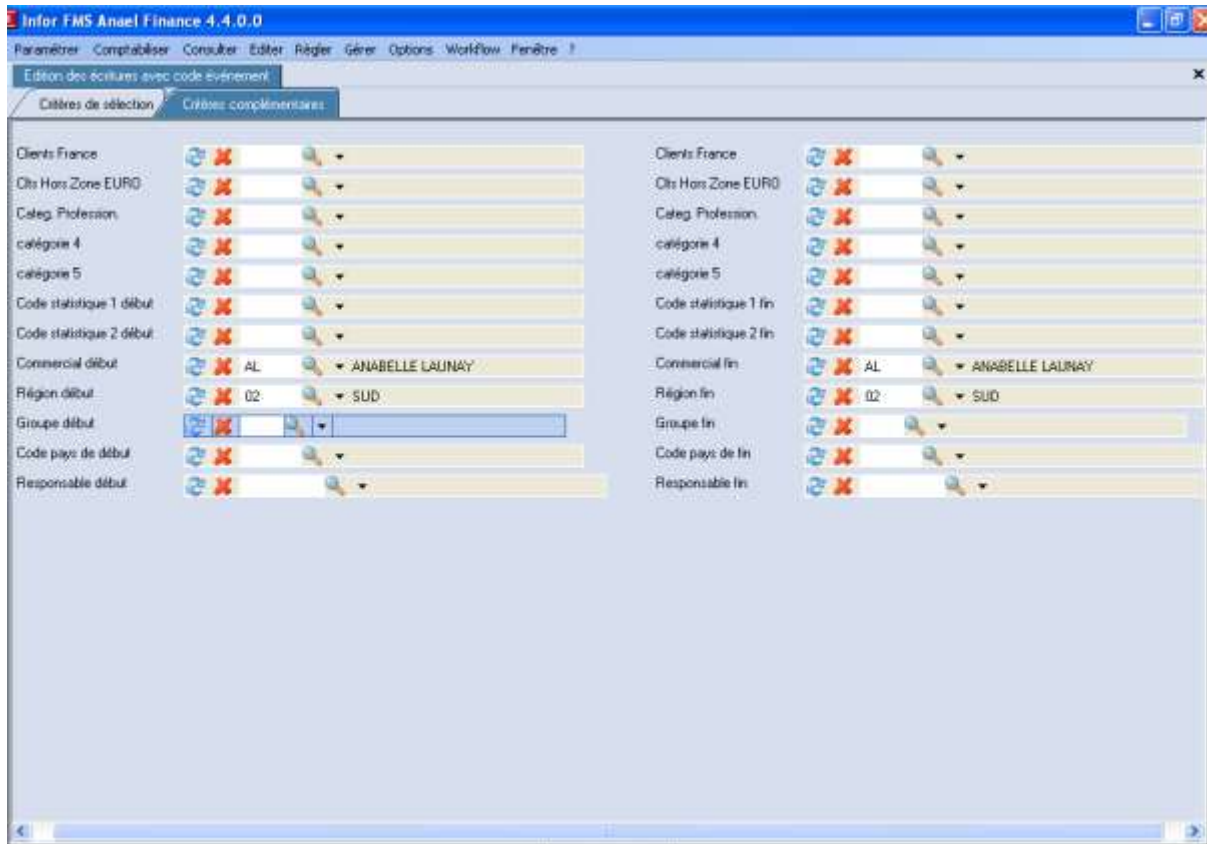 Infor FMS Anael Finance 4.4.0.0
Paramétrer Comptabiliser Consulter Editer Régler Gérer Options Workflow Fenêtre ?
Edition des écritures avec code événement
Critères de sélection Critères complémentaires
Clients France Clients France
Clts Hors Zone EURO Clts Hors Zone EURO
Categ. Profession. Categ. Profession.
catégorie 4 catégorie 4
catégorie 5 catégorie 5
Code statistique 1 début Code statistique 1 fin
Code statistique 2 début Code statistique 2 fin
Commercial début AL ANABELLE LAUNAY Commercial fin AL ANABELLE LAUNAY
Région début 02 SUD Région fin 02 SUD
Groupe début Groupe fin
Code pays de début Code pays de fin
Responsable début Responsable fin